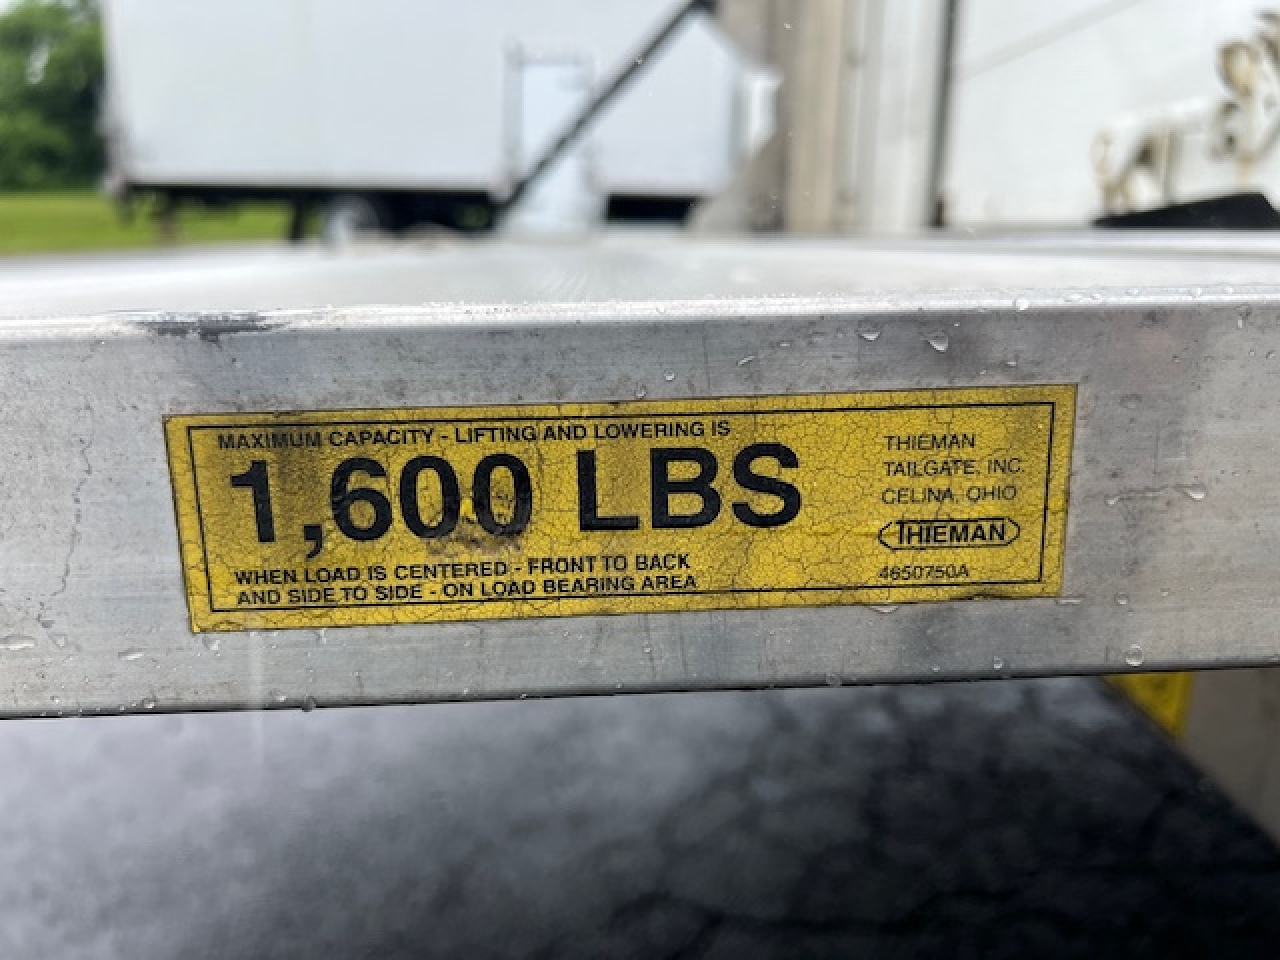 MAXIMUM CAPACITY - LIFTING AND LOWERING IS
1,600 LBS
WHEN LOAD IS CENTERED - FRONT TO BACK
AND SIDE TO SIDE - ON LOAD BEARING AREA
THIEMAN
TAILGATE, INC.
CELINA, OHIO
THIEMAN
4650750A